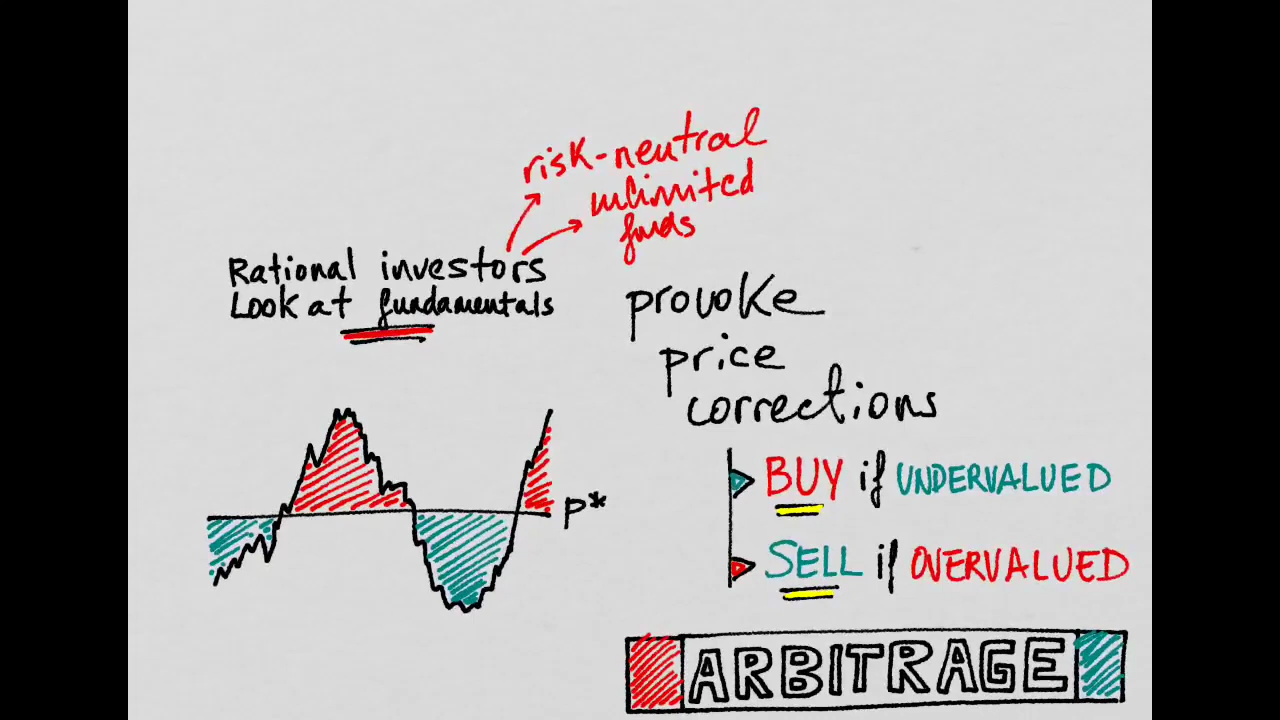 risk-neutral
unlimited
funds
Rational investors
Look at fundamentals
provoke
price
corrections
BUY if UNDERVALUED
SELL if OVERVALUED
P*
ARBITRAGE